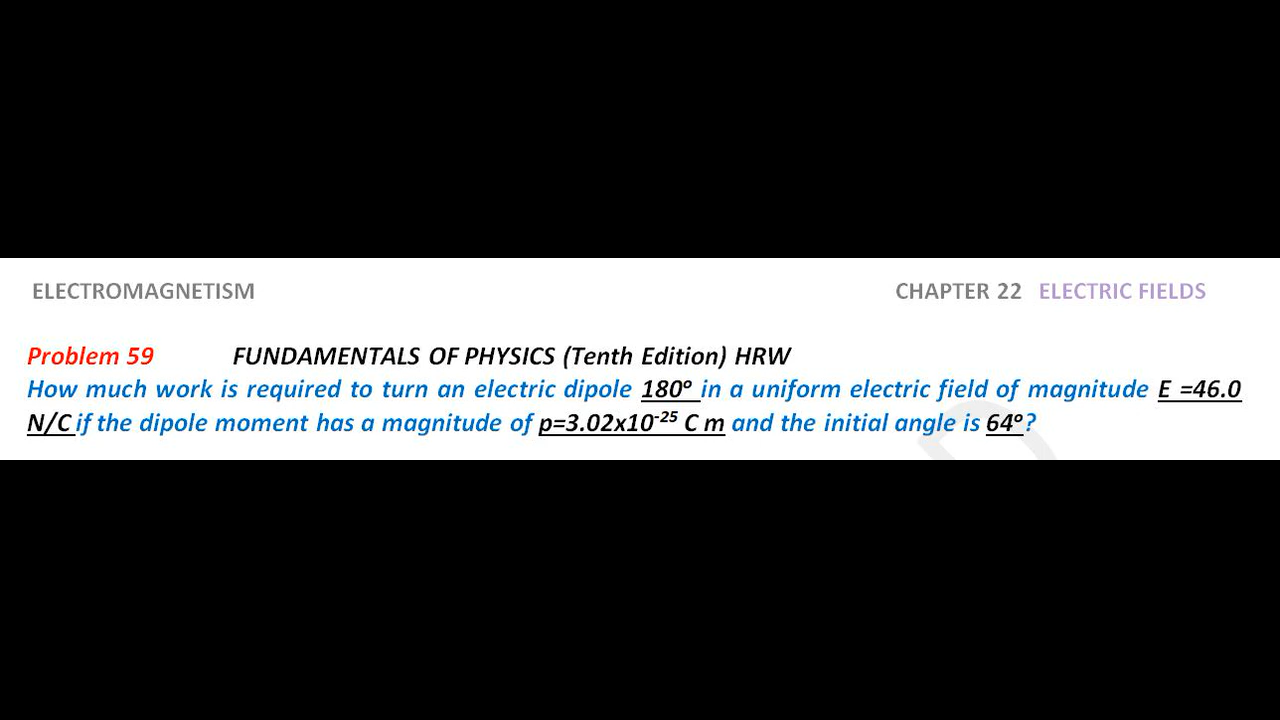 ELECTROMAGNETISM CHAPTER 22 ELECTRIC FIELDS
Problem 59 FUNDAMENTALS OF PHYSICS (Tenth Edition) HRW
How much work is required to turn an electric dipole 180º in a uniform electric field of magnitude E =46.0
N/C if the dipole moment has a magnitude of p=3.02x10⁻²⁵ C m and the initial angle is 64º?